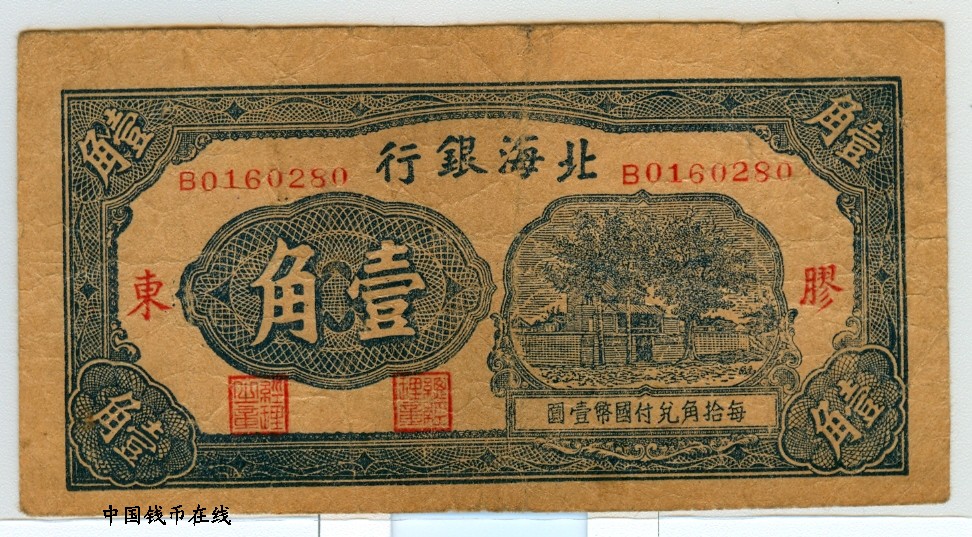 壹角
角壹
北海銀行
B0160280
B0160280
膠
東
壹角
每拾角兌付國幣壹圓
角壹
壹角
中国钱币在线